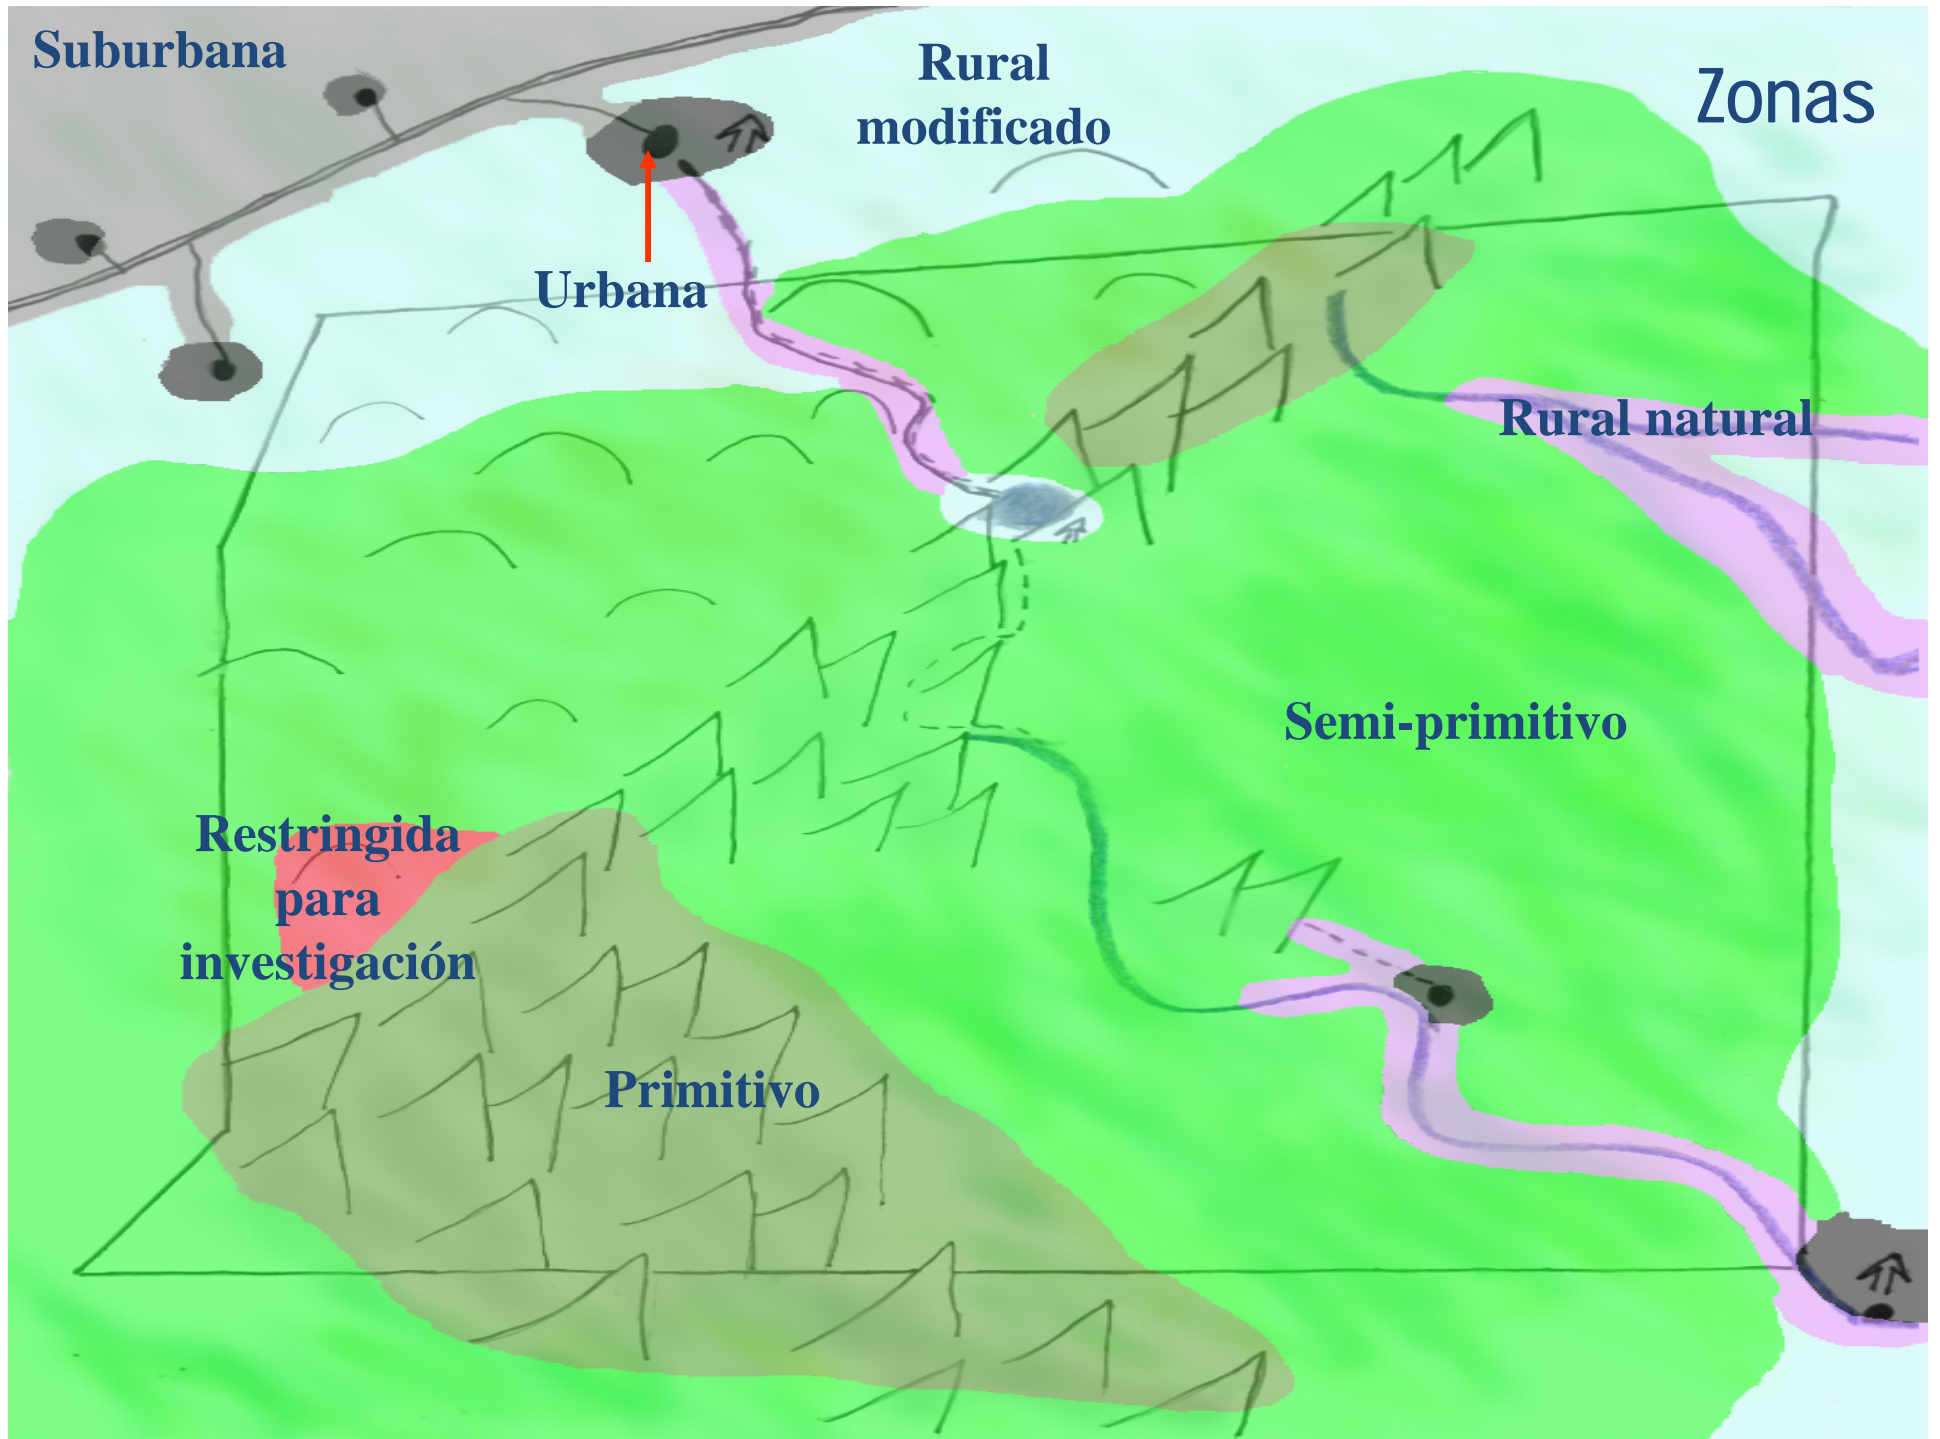 Suburbana
Rural
modificado
Zonas
Urbana
Rural natural
Semi-primitivo
Restringida
para
investigación
Primitivo